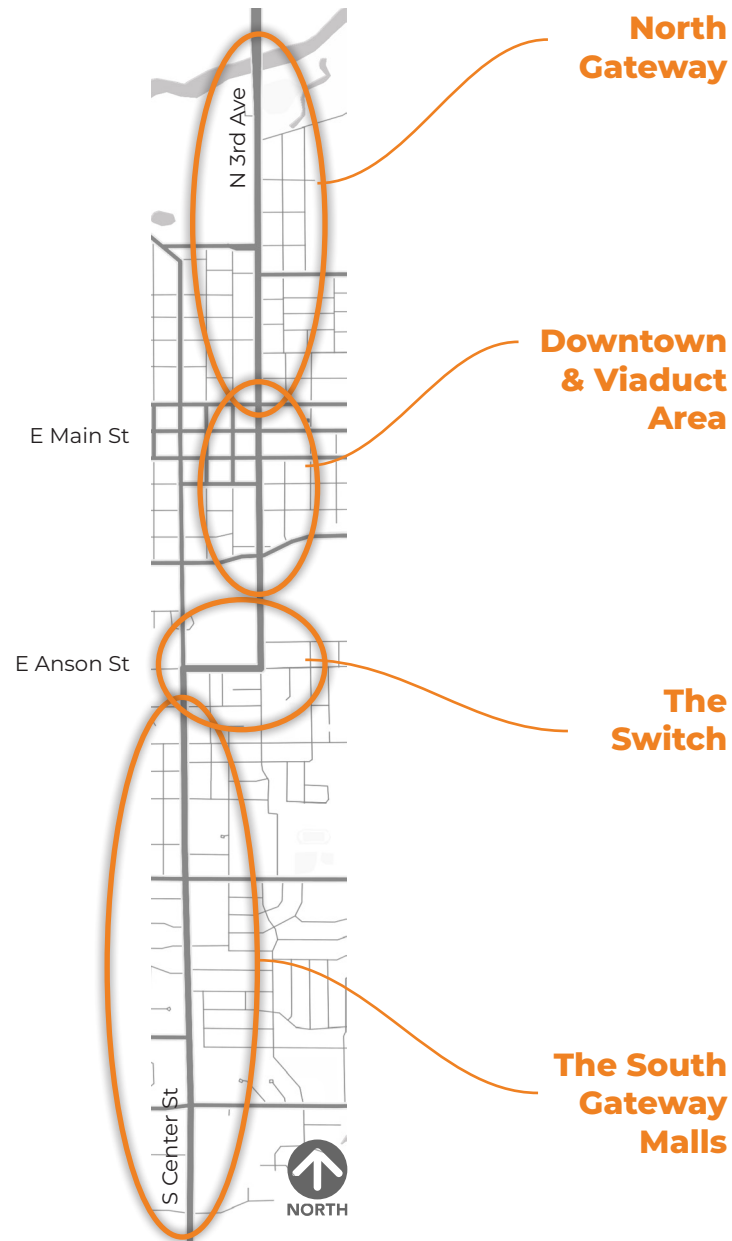 North
Gateway
N 3rd Ave
Downtown
& Viaduct
Area
E Main St
E Anson St
The
Switch
The South
Gateway
Malls
S Center St
NORTH